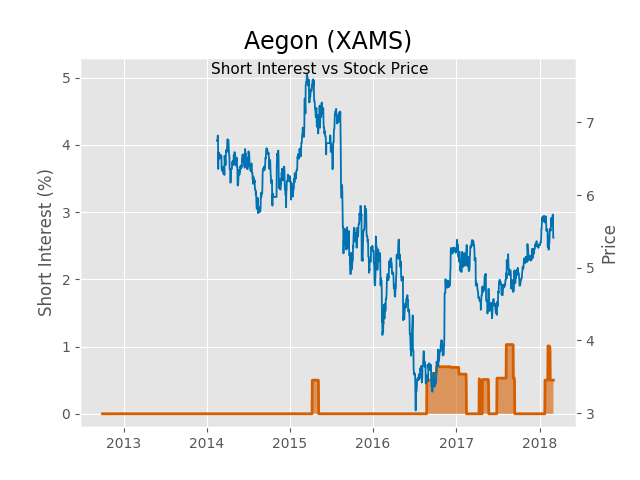 Aegon (XAMS)
Short Interest vs Stock Price
Short Interest (%)
5
4
3
2
1
0
Price
7
6
5
4
3
2013 2014 2015 2016 2017 2018